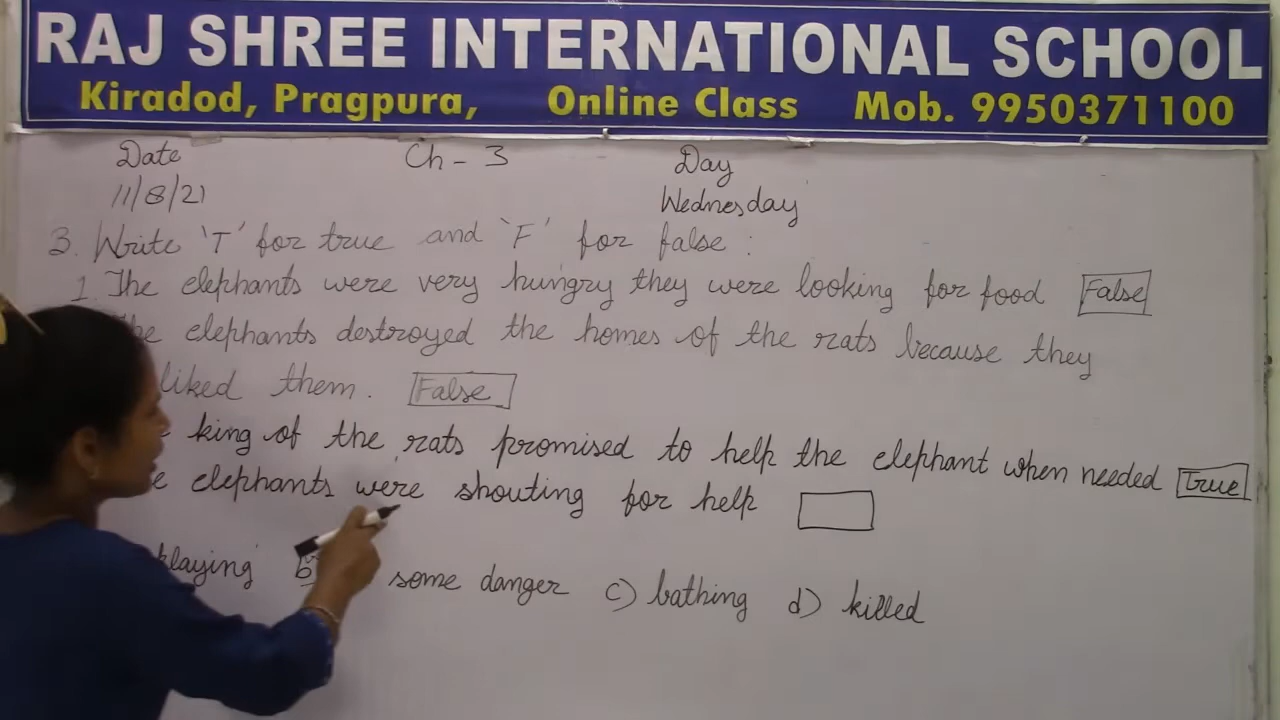 RAJ SHREE INTERNATIONAL SCHOOL
Kiradod, Pragpura, Online Class Mob. 9950371100
Date Ch - 3 Day
11/8/21 Wednesday
3. Write 'T' for true and 'F' for false :
1. The elephants were very hungry they were looking for food False
elephants destroyed the homes of the rats because they
liked them. False
king of the rats promised to help the elephant when needed True
elephants were shouting for help
playing b some danger c) bathing d) killed